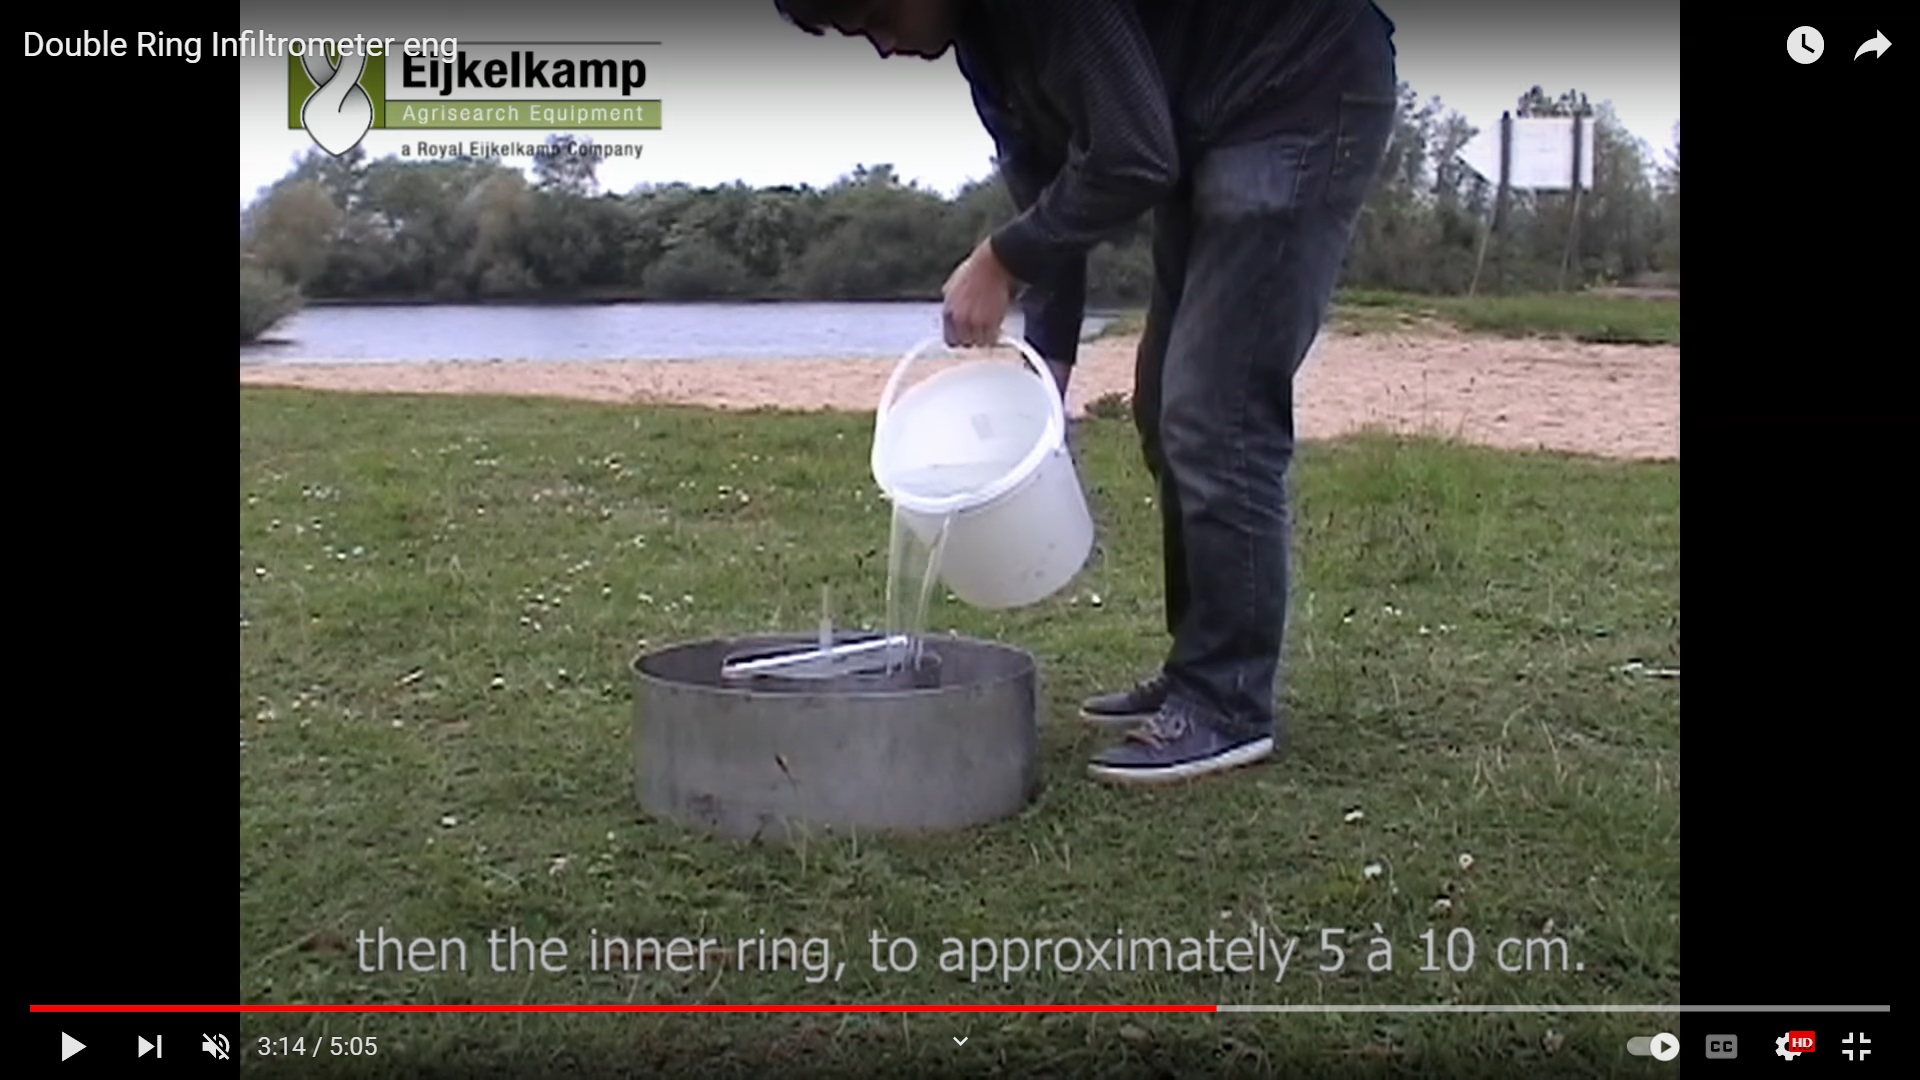 Double Ring Infiltrometer eng
Eijkelkamp
Agrisearch Equipment
a Royal Eijkelkamp Company
then the inner ring, to approximately 5 à 10 cm.
3:14 / 5:05
CC
HD